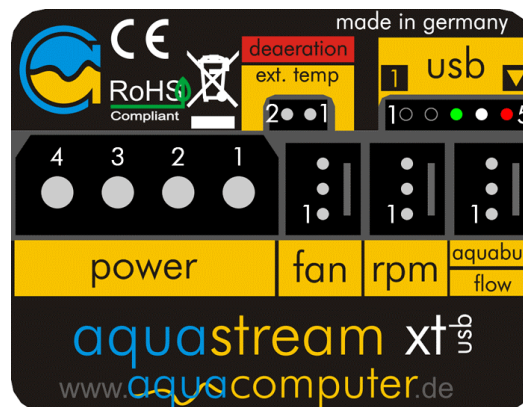 made in germany
CE
RoHS
Compliant
deaeration
ext. temp
2 1
1 usb
1 5
4 3 2 1
1 1 1
power fan rpm aquabu
flow
aquastream xt usb
www.aquacomputer.de